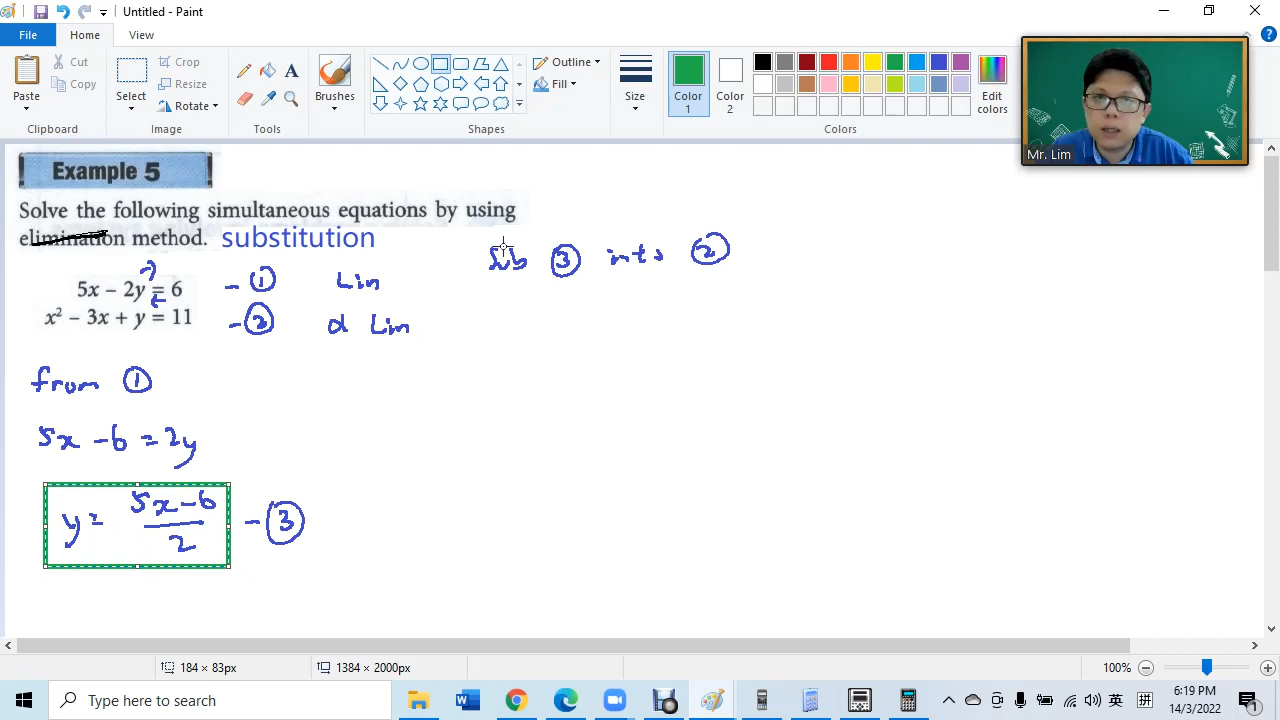 Untitled - Paint
File
Home
View
Paste
Cut
Copy
Clipboard
Select
Crop
Resize
Rotate
Image
Tools
Brushes
Outline
Fill
Shapes
Size
Color 1
Color 2
Edit colors
Colors
Mr. Lim
Example 5
Solve the following simultaneous equations by using
elimination method. substitution
5x − 2y = 6 - ① Lin
x² − 3x + y = 11 - ② α Lim
from ①
5x - 6 = 2y
y = (5x - 6)/2 - ③
Sub ③ into ②
184 × 83px
1384 × 2000px
100%
Type here to search
英
拼
6:19 PM
14/3/2022
1